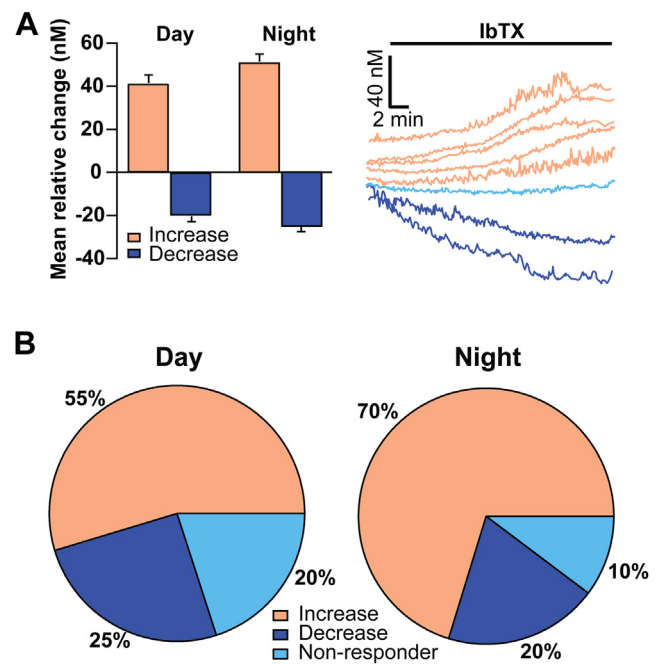 A
Day
Night
IbTX
Mean relative change (nM)
60
40
20
0
-20
-40
Increase
Decrease
40 nM
2 min
B
Day
Night
55%
25%
20%
70%
20%
10%
Increase
Decrease
Non-responder